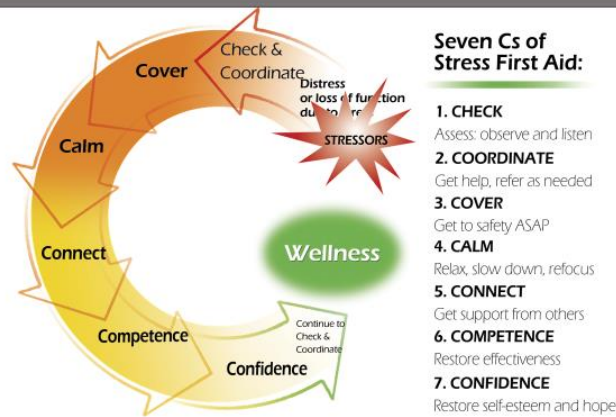 Check &
Coordinate
Cover
Distress
or loss of function
due to
STRESSORS
Calm
Connect
Wellness
Competence
Continue to
Check &
Coordinate
Confidence
Seven Cs of
Stress First Aid:
1. CHECK
Assess: observe and listen
2. COORDINATE
Get help, refer as needed
3. COVER
Get to safety ASAP
4. CALM
Relax, slow down, refocus
5. CONNECT
Get support from others
6. COMPETENCE
Restore effectiveness
7. CONFIDENCE
Restore self-esteem and hope